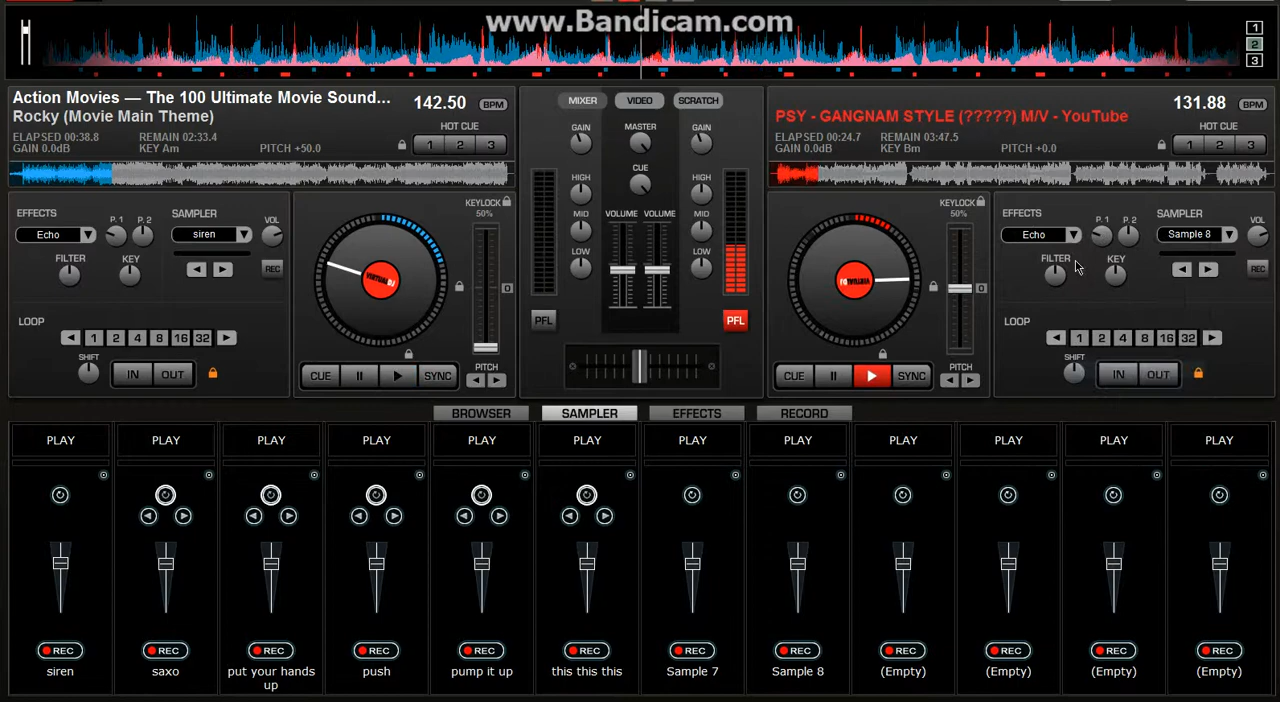 www.Bandicam.com
1
2
3
Action Movies — The 100 Ultimate Movie Sound...
Rocky (Movie Main Theme)
142.50 BPM
ELAPSED 00:38.8 REMAIN 02:33.4
GAIN 0.0dB KEY Am PITCH +50.0
HOT CUE
1 2 3
MIXER VIDEO SCRATCH
GAIN MASTER GAIN
CUE
HIGH HIGH
VOLUME VOLUME
MID MID
LOW LOW
PFL PFL
PSY - GANGNAM STYLE (?????) M/V - YouTube
131.88 BPM
ELAPSED 00:24.7 REMAIN 03:47.5
GAIN 0.0dB KEY Bm PITCH +0.0
HOT CUE
1 2 3
EFFECTS P. 1 P. 2 SAMPLER VOL
Echo siren
FILTER KEY REC
LOOP
1 2 4 8 16 32
SHIFT
IN OUT
KEYLOCK
50%
0
CUE SYNC PITCH
KEYLOCK
50%
0
CUE SYNC PITCH
EFFECTS P. 1 P. 2 SAMPLER VOL
Echo Sample 8
FILTER KEY REC
LOOP
1 2 4 8 16 32
SHIFT
IN OUT
BROWSER SAMPLER EFFECTS RECORD
PLAY PLAY PLAY PLAY PLAY PLAY PLAY PLAY PLAY PLAY PLAY PLAY
REC REC REC REC REC REC REC REC REC REC REC REC
siren saxo put your hands push pump it up this this this Sample 7 Sample 8 (Empty) (Empty) (Empty) (Empty)
up